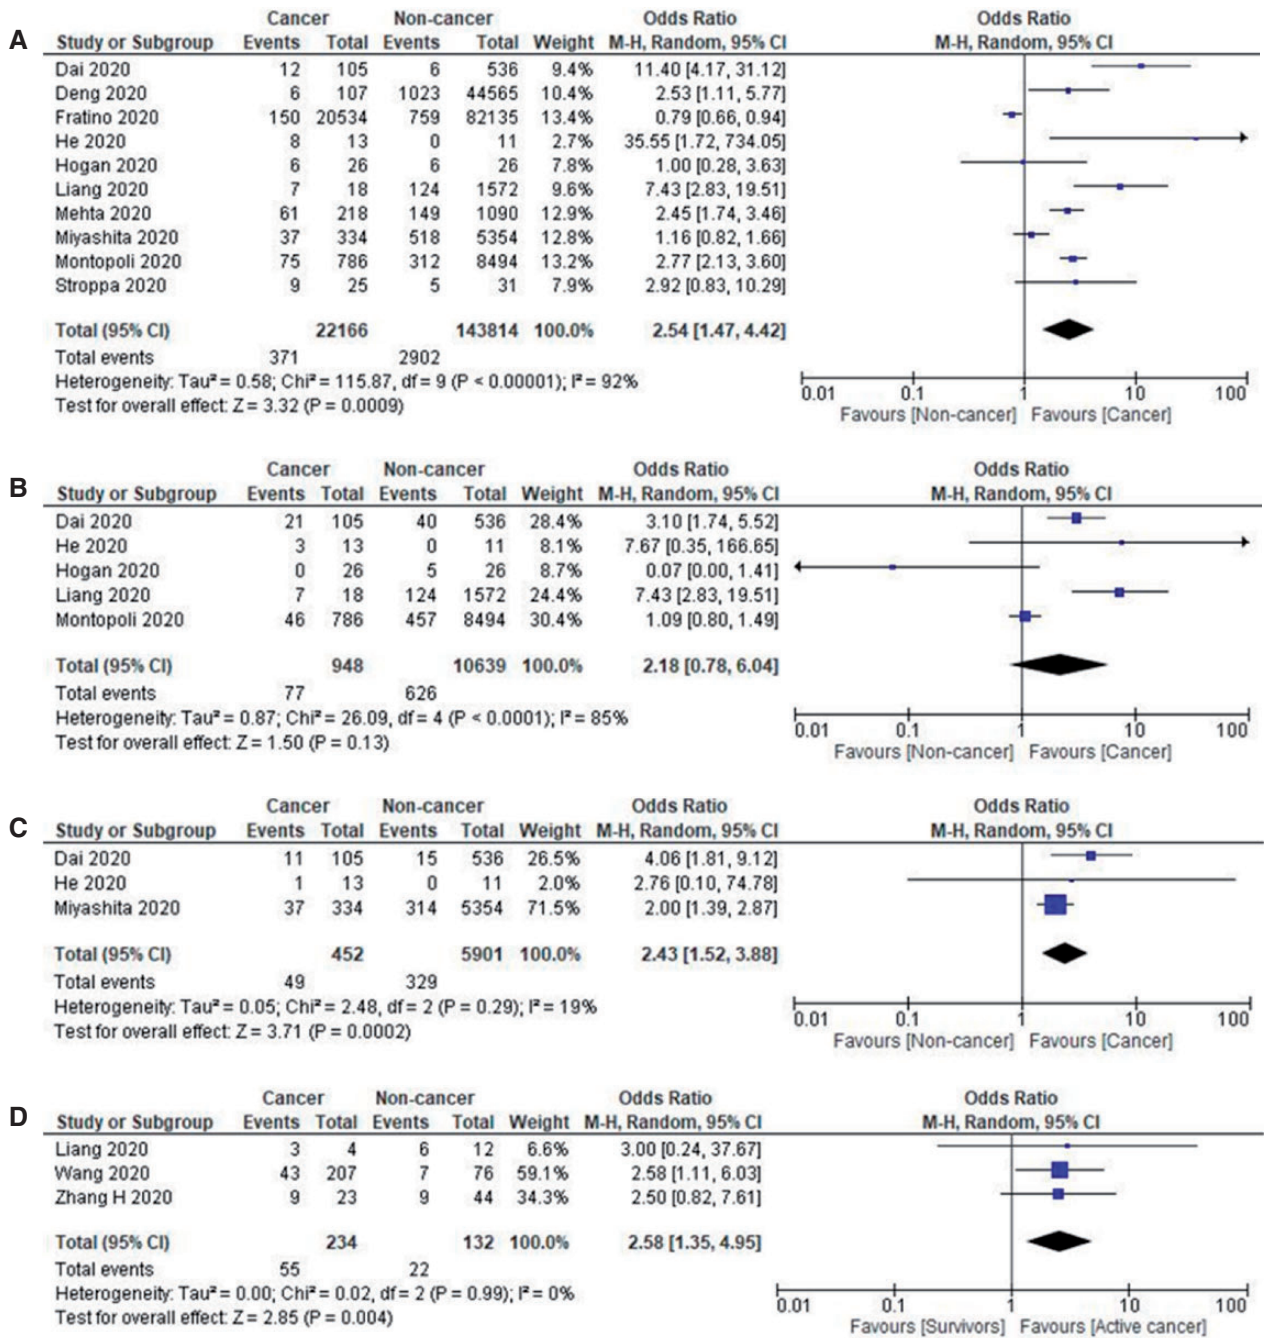 A
Cancer Non-cancer Odds Ratio Odds Ratio
Study or Subgroup Events Total Events Total Weight M-H, Random, 95% CI M-H, Random, 95% CI
Dai 2020 12 105 6 536 9.4% 11.40 [4.17, 31.12]
Deng 2020 6 107 1023 44565 10.4% 2.53 [1.11, 5.77]
Fratino 2020 150 20534 759 82135 13.4% 0.79 [0.66, 0.94]
He 2020 8 13 0 11 2.7% 35.55 [1.72, 734.05]
Hogan 2020 6 26 6 26 7.8% 1.00 [0.28, 3.63]
Liang 2020 7 18 124 1572 9.6% 7.43 [2.83, 19.51]
Mehta 2020 61 218 149 1090 12.9% 2.45 [1.74, 3.46]
Miyashita 2020 37 334 518 5354 12.8% 1.16 [0.82, 1.66]
Montopoli 2020 75 786 312 8494 13.2% 2.77 [2.13, 3.60]
Stroppa 2020 9 25 5 31 7.9% 2.92 [0.83, 10.29]
Total (95% CI) 22166 143814 100.0% 2.54 [1.47, 4.42]
Total events 371 2902
Heterogeneity: Tau² = 0.58; Chi² = 115.87, df = 9 (P < 0.00001); I² = 92%
Test for overall effect: Z = 3.32 (P = 0.0009)
0.01 0.1 1 10 100
Favours [Non-cancer] Favours [Cancer]
B
Cancer Non-cancer Odds Ratio Odds Ratio
Study or Subgroup Events Total Events Total Weight M-H, Random, 95% CI M-H, Random, 95% CI
Dai 2020 21 105 40 536 28.4% 3.10 [1.74, 5.52]
He 2020 3 13 0 11 8.1% 7.67 [0.35, 166.65]
Hogan 2020 0 26 5 26 8.7% 0.07 [0.00, 1.41]
Liang 2020 7 18 124 1572 24.4% 7.43 [2.83, 19.51]
Montopoli 2020 46 786 457 8494 30.4% 1.09 [0.80, 1.49]
Total (95% CI) 948 10639 100.0% 2.18 [0.78, 6.04]
Total events 77 626
Heterogeneity: Tau² = 0.87; Chi² = 26.09, df = 4 (P < 0.0001); I² = 85%
Test for overall effect: Z = 1.50 (P = 0.13)
0.01 0.1 1 10 100
Favours [Non-cancer] Favours [Cancer]
C
Cancer Non-cancer Odds Ratio Odds Ratio
Study or Subgroup Events Total Events Total Weight M-H, Random, 95% CI M-H, Random, 95% CI
Dai 2020 11 105 15 536 26.5% 4.06 [1.81, 9.12]
He 2020 1 13 0 11 2.0% 2.76 [0.10, 74.78]
Miyashita 2020 37 334 314 5354 71.5% 2.00 [1.39, 2.87]
Total (95% CI) 452 5901 100.0% 2.43 [1.52, 3.88]
Total events 49 329
Heterogeneity: Tau² = 0.05; Chi² = 2.48, df = 2 (P = 0.29); I² = 19%
Test for overall effect: Z = 3.71 (P = 0.0002)
0.01 0.1 1 10 100
Favours [Non-cancer] Favours [Cancer]
D
Cancer Non-cancer Odds Ratio Odds Ratio
Study or Subgroup Events Total Events Total Weight M-H, Random, 95% CI M-H, Random, 95% CI
Liang 2020 3 4 6 12 6.6% 3.00 [0.24, 37.67]
Wang 2020 43 207 7 76 59.1% 2.58 [1.11, 6.03]
Zhang H 2020 9 23 9 44 34.3% 2.50 [0.82, 7.61]
Total (95% CI) 234 132 100.0% 2.58 [1.35, 4.95]
Total events 55 22
Heterogeneity: Tau² = 0.00; Chi² = 0.02, df = 2 (P = 0.99); I² = 0%
Test for overall effect: Z = 2.85 (P = 0.004)
0.01 0.1 1 10 100
Favours [Survivors] Favours [Active cancer]